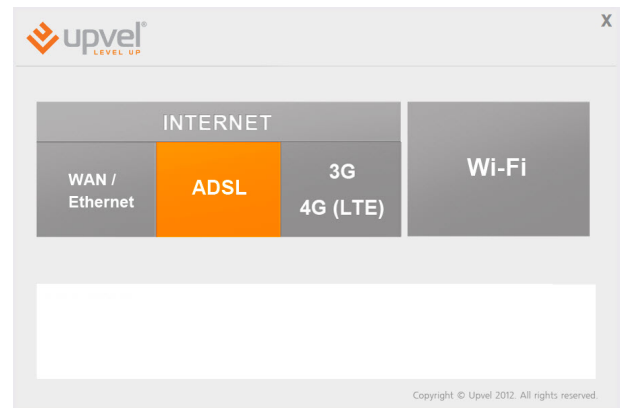 X
upvel®
LEVEL UP
INTERNET
WAN /
Ethernet
ADSL
3G
4G (LTE)
Wi-Fi
Copyright © Upvel 2012. All rights reserved.